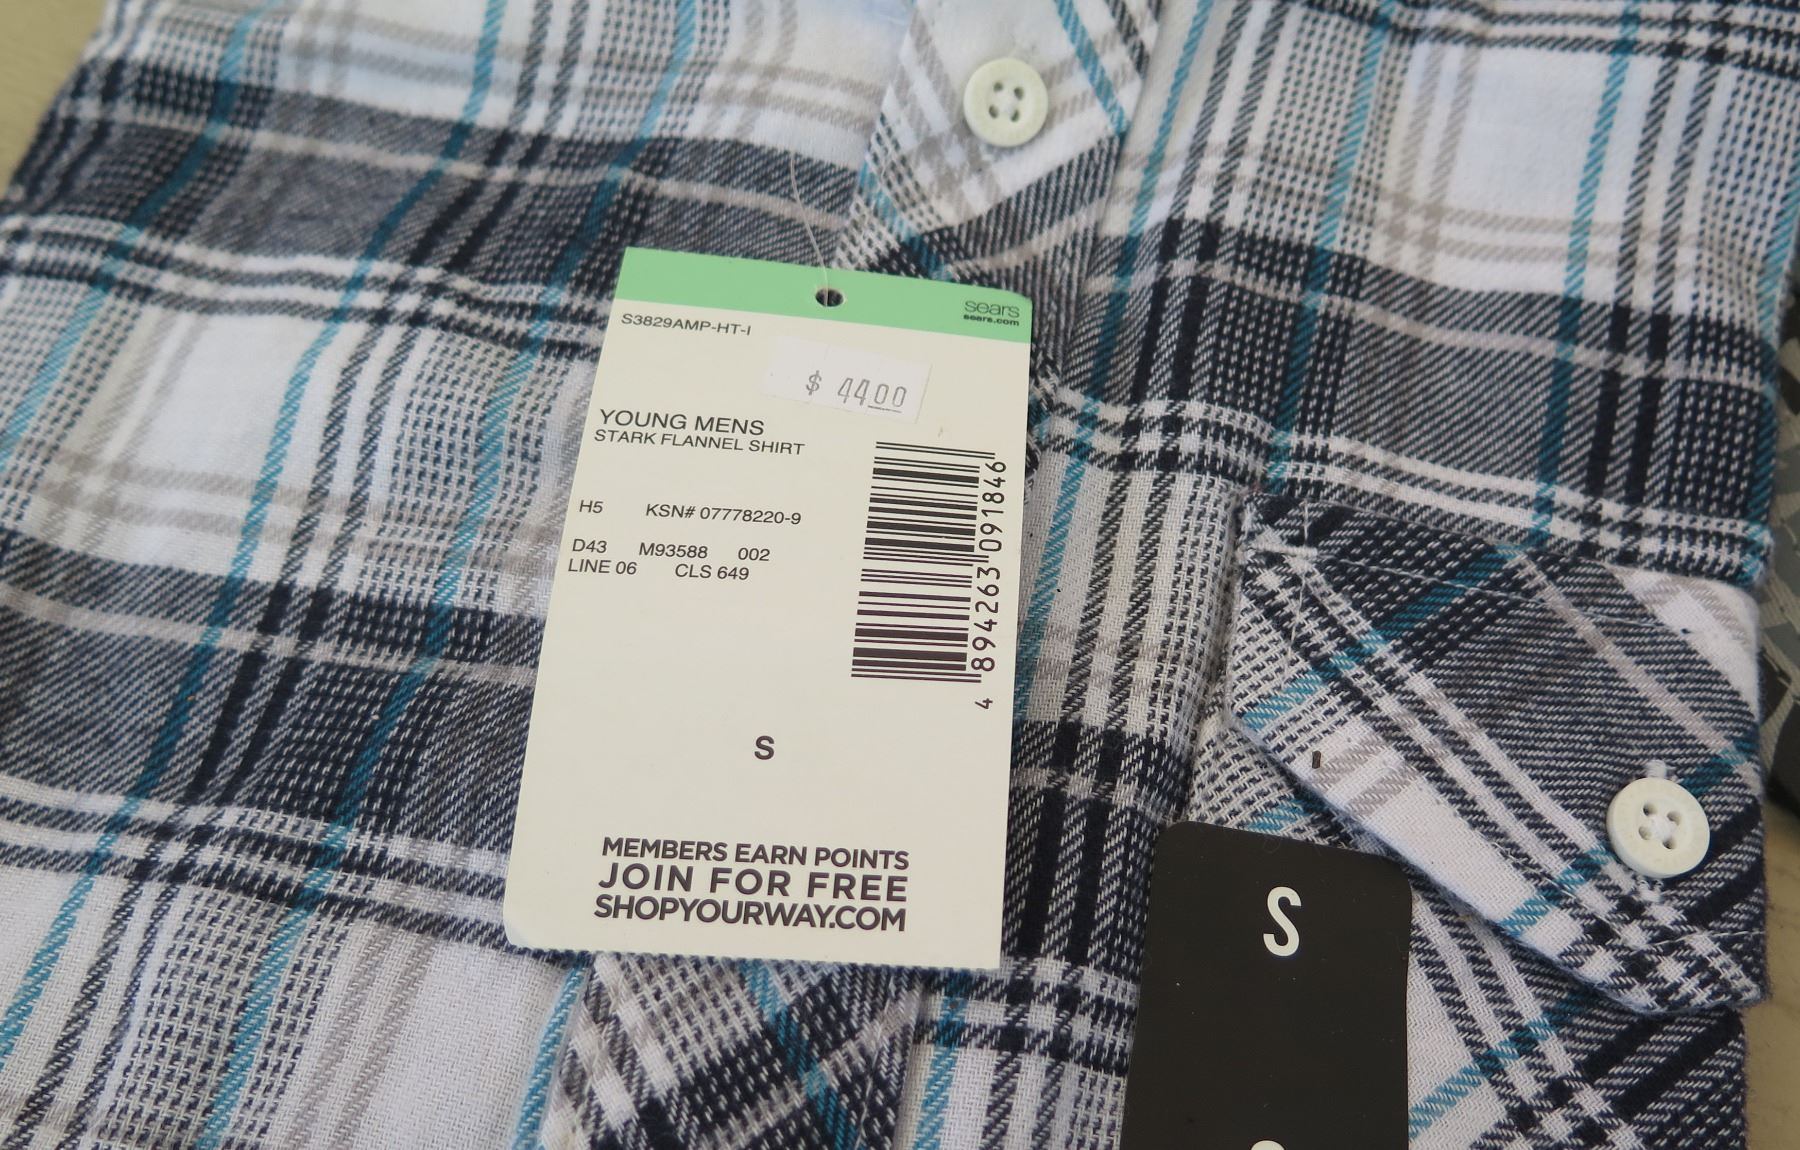 sears
sears.com
S3829AMP-HT-I
$ 44.00
YOUNG MENS
STARK FLANNEL SHIRT
H5 KSN# 07778220-9
D43 M93588 002
LINE 06 CLS 649
4 894263 091846
S
MEMBERS EARN POINTS
JOIN FOR FREE
SHOPYOURWAY.COM
S